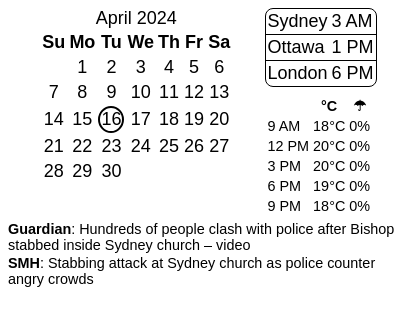 April 2024
Su Mo Tu We Th Fr Sa
1 2 3 4 5 6
7 8 9 10 11 12 13
14 15 16 17 18 19 20
21 22 23 24 25 26 27
28 29 30
Sydney 3 AM
Ottawa 1 PM
London 6 PM
°C ☂
9 AM 18°C 0%
12 PM 20°C 0%
3 PM 20°C 0%
6 PM 19°C 0%
9 PM 18°C 0%
Guardian: Hundreds of people clash with police after Bishop
stabbed inside Sydney church – video
SMH: Stabbing attack at Sydney church as police counter
angry crowds